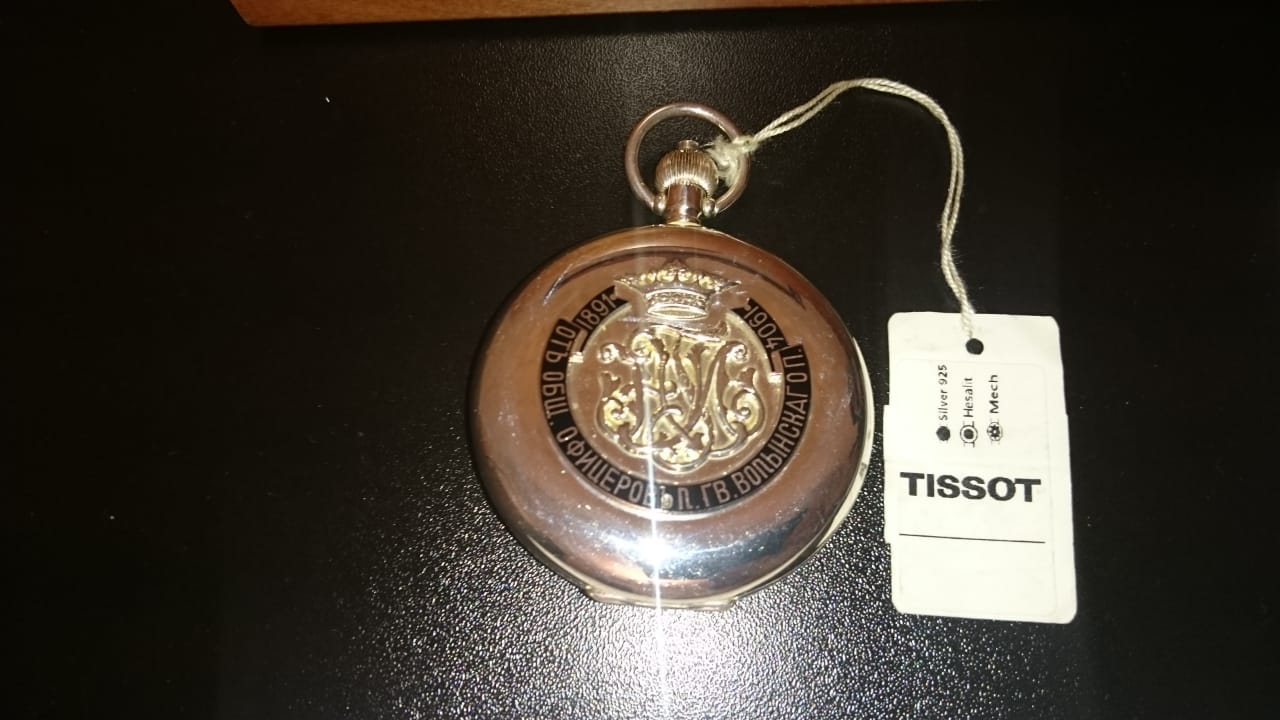 1891
1904
ОТЪ ОБЩ. ОФИЦЕРОВЪ Л. ГВ. ВОЛЫНСКАГО П.
Silver 925
Hesalit
Mech
TISSOT